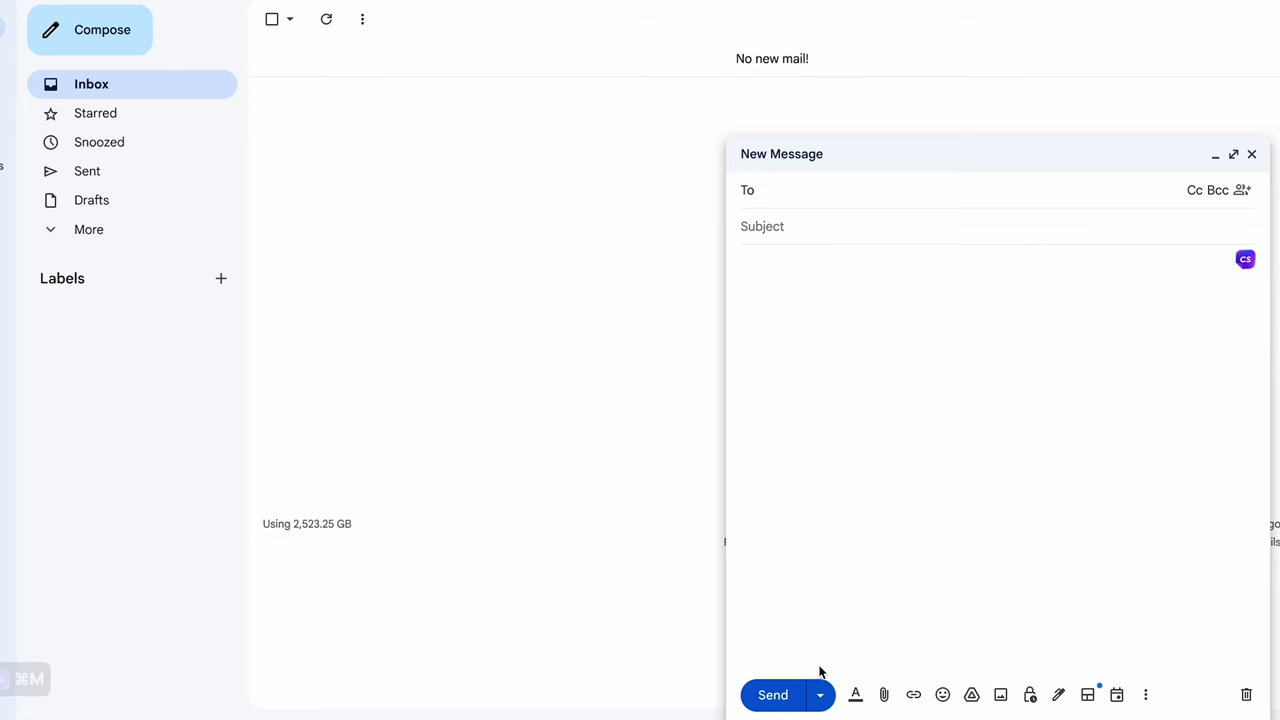 Compose
Inbox
Starred
Snoozed
Sent
Drafts
More
Labels
No new mail!
Using 2,523.25 GB
New Message
To
Cc Bcc
Subject
cs
Send
⌘M